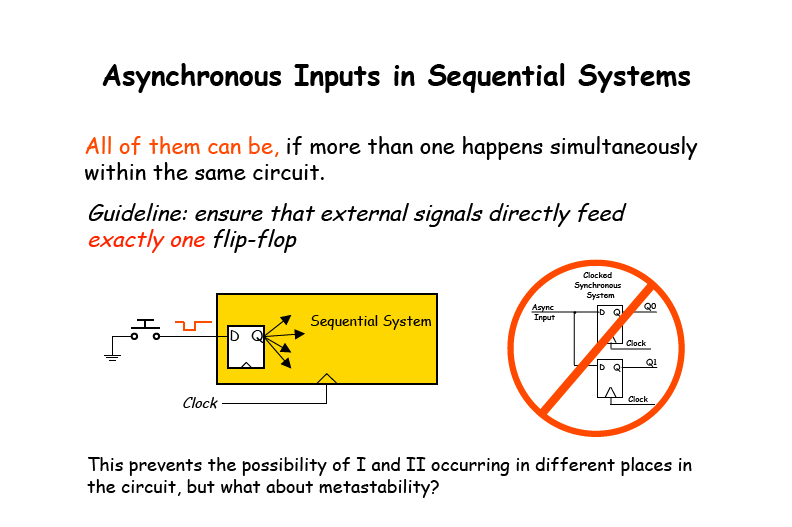 Asynchronous Inputs in Sequential Systems
All of them can be, if more than one happens simultaneously
within the same circuit.
Guideline: ensure that external signals directly feed
exactly one flip-flop
Sequential System
D Q
Clock
Clocked
Synchronous
System
Async
Input
D Q
Q0
Clock
D Q
Q1
Clock
This prevents the possibility of I and II occurring in different places in
the circuit, but what about metastability?